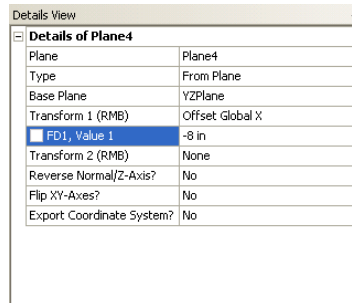 Details View
Details of Plane4
Plane Plane4
Type From Plane
Base Plane YZPlane
Transform 1 (RMB) Offset Global X
FD1, Value 1 -8 in
Transform 2 (RMB) None
Reverse Normal/Z-Axis? No
Flip XY-Axes? No
Export Coordinate System? No